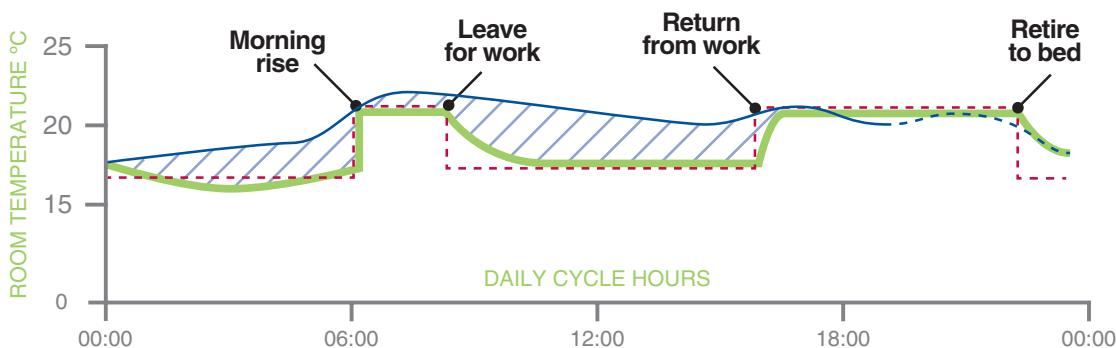 ROOM TEMPERATURE ºC
25
20
15
0
Morning
rise
Leave
for work
Return
from work
Retire
to bed
DAILY CYCLE HOURS
00:00
06:00
12:00
18:00
00:00